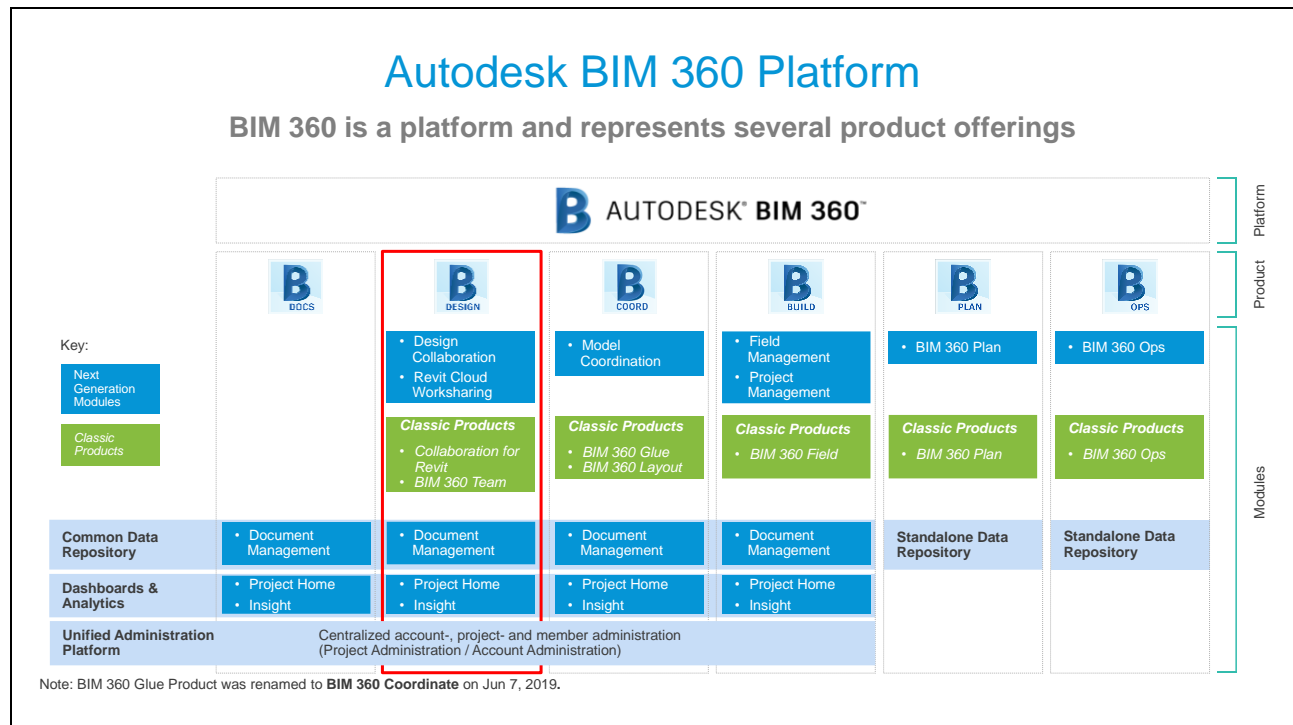 Autodesk BIM 360 Platform
BIM 360 is a platform and represents several product offerings
B AUTODESK® BIM 360™
Platform
B DOCS
B DESIGN
B COORD
B BUILD
B PLAN
B OPS
Product
Key:
Next
Generation
Modules
Classic
Products
• Design
Collaboration
• Revit Cloud
Worksharing
• Model
Coordination
• Field
Management
• Project
Management
• BIM 360 Plan
• BIM 360 Ops
Classic Products
• Collaboration for
Revit
• BIM 360 Team
Classic Products
• BIM 360 Glue
• BIM 360 Layout
Classic Products
• BIM 360 Field
Classic Products
• BIM 360 Plan
Classic Products
• BIM 360 Ops
Modules
Common Data
Repository
• Document
Management
• Document
Management
• Document
Management
• Document
Management
Standalone Data
Repository
Standalone Data
Repository
Dashboards &
Analytics
• Project Home
• Insight
• Project Home
• Insight
• Project Home
• Insight
• Project Home
• Insight
Unified Administration
Platform
Centralized account-, project- and member administration
(Project Administration / Account Administration)
Note: BIM 360 Glue Product was renamed to BIM 360 Coordinate on Jun 7, 2019.